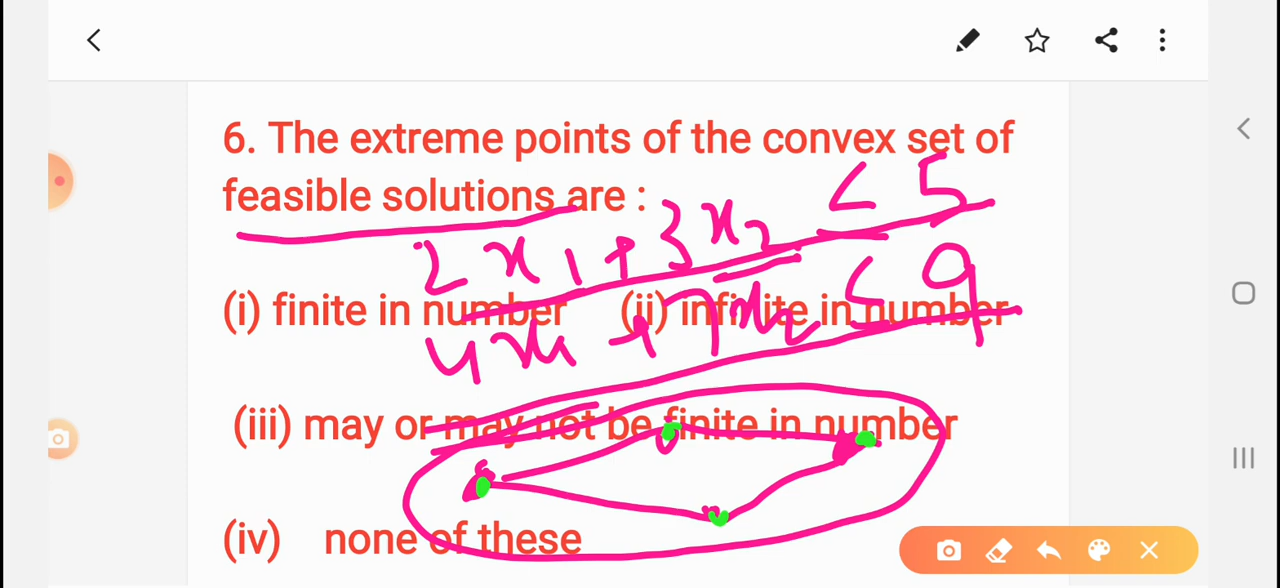 6. The extreme points of the convex set of
feasible solutions are :
2x₁+3x₂ ≤ 5
(i) finite in number (ii) infinite in number
4x₁+7x₂ ≤ 9
(iii) may or may not be finite in number
(iv) none of these